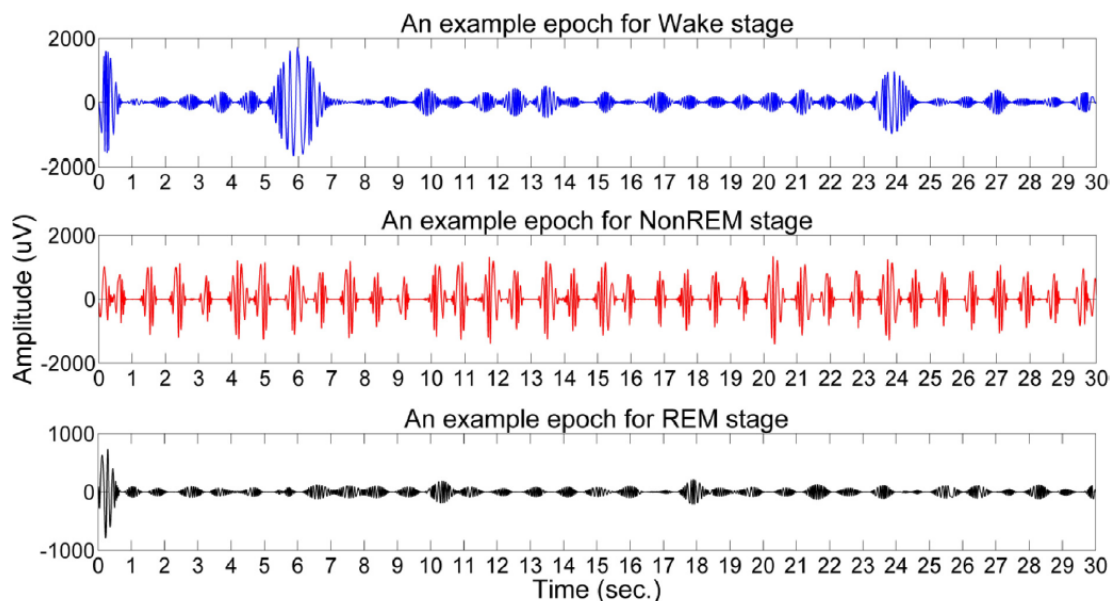 An example epoch for Wake stage
2000
0
-2000
0 1 2 3 4 5 6 7 8 9 10 11 12 13 14 15 16 17 18 19 20 21 22 23 24 25 26 27 28 29 30
An example epoch for NonREM stage
Amplitude (uV)
2000
0
-2000
0 1 2 3 4 5 6 7 8 9 10 11 12 13 14 15 16 17 18 19 20 21 22 23 24 25 26 27 28 29 30
An example epoch for REM stage
1000
0
-1000
0 1 2 3 4 5 6 7 8 9 10 11 12 13 14 15 16 17 18 19 20 21 22 23 24 25 26 27 28 29 30
Time (sec.)